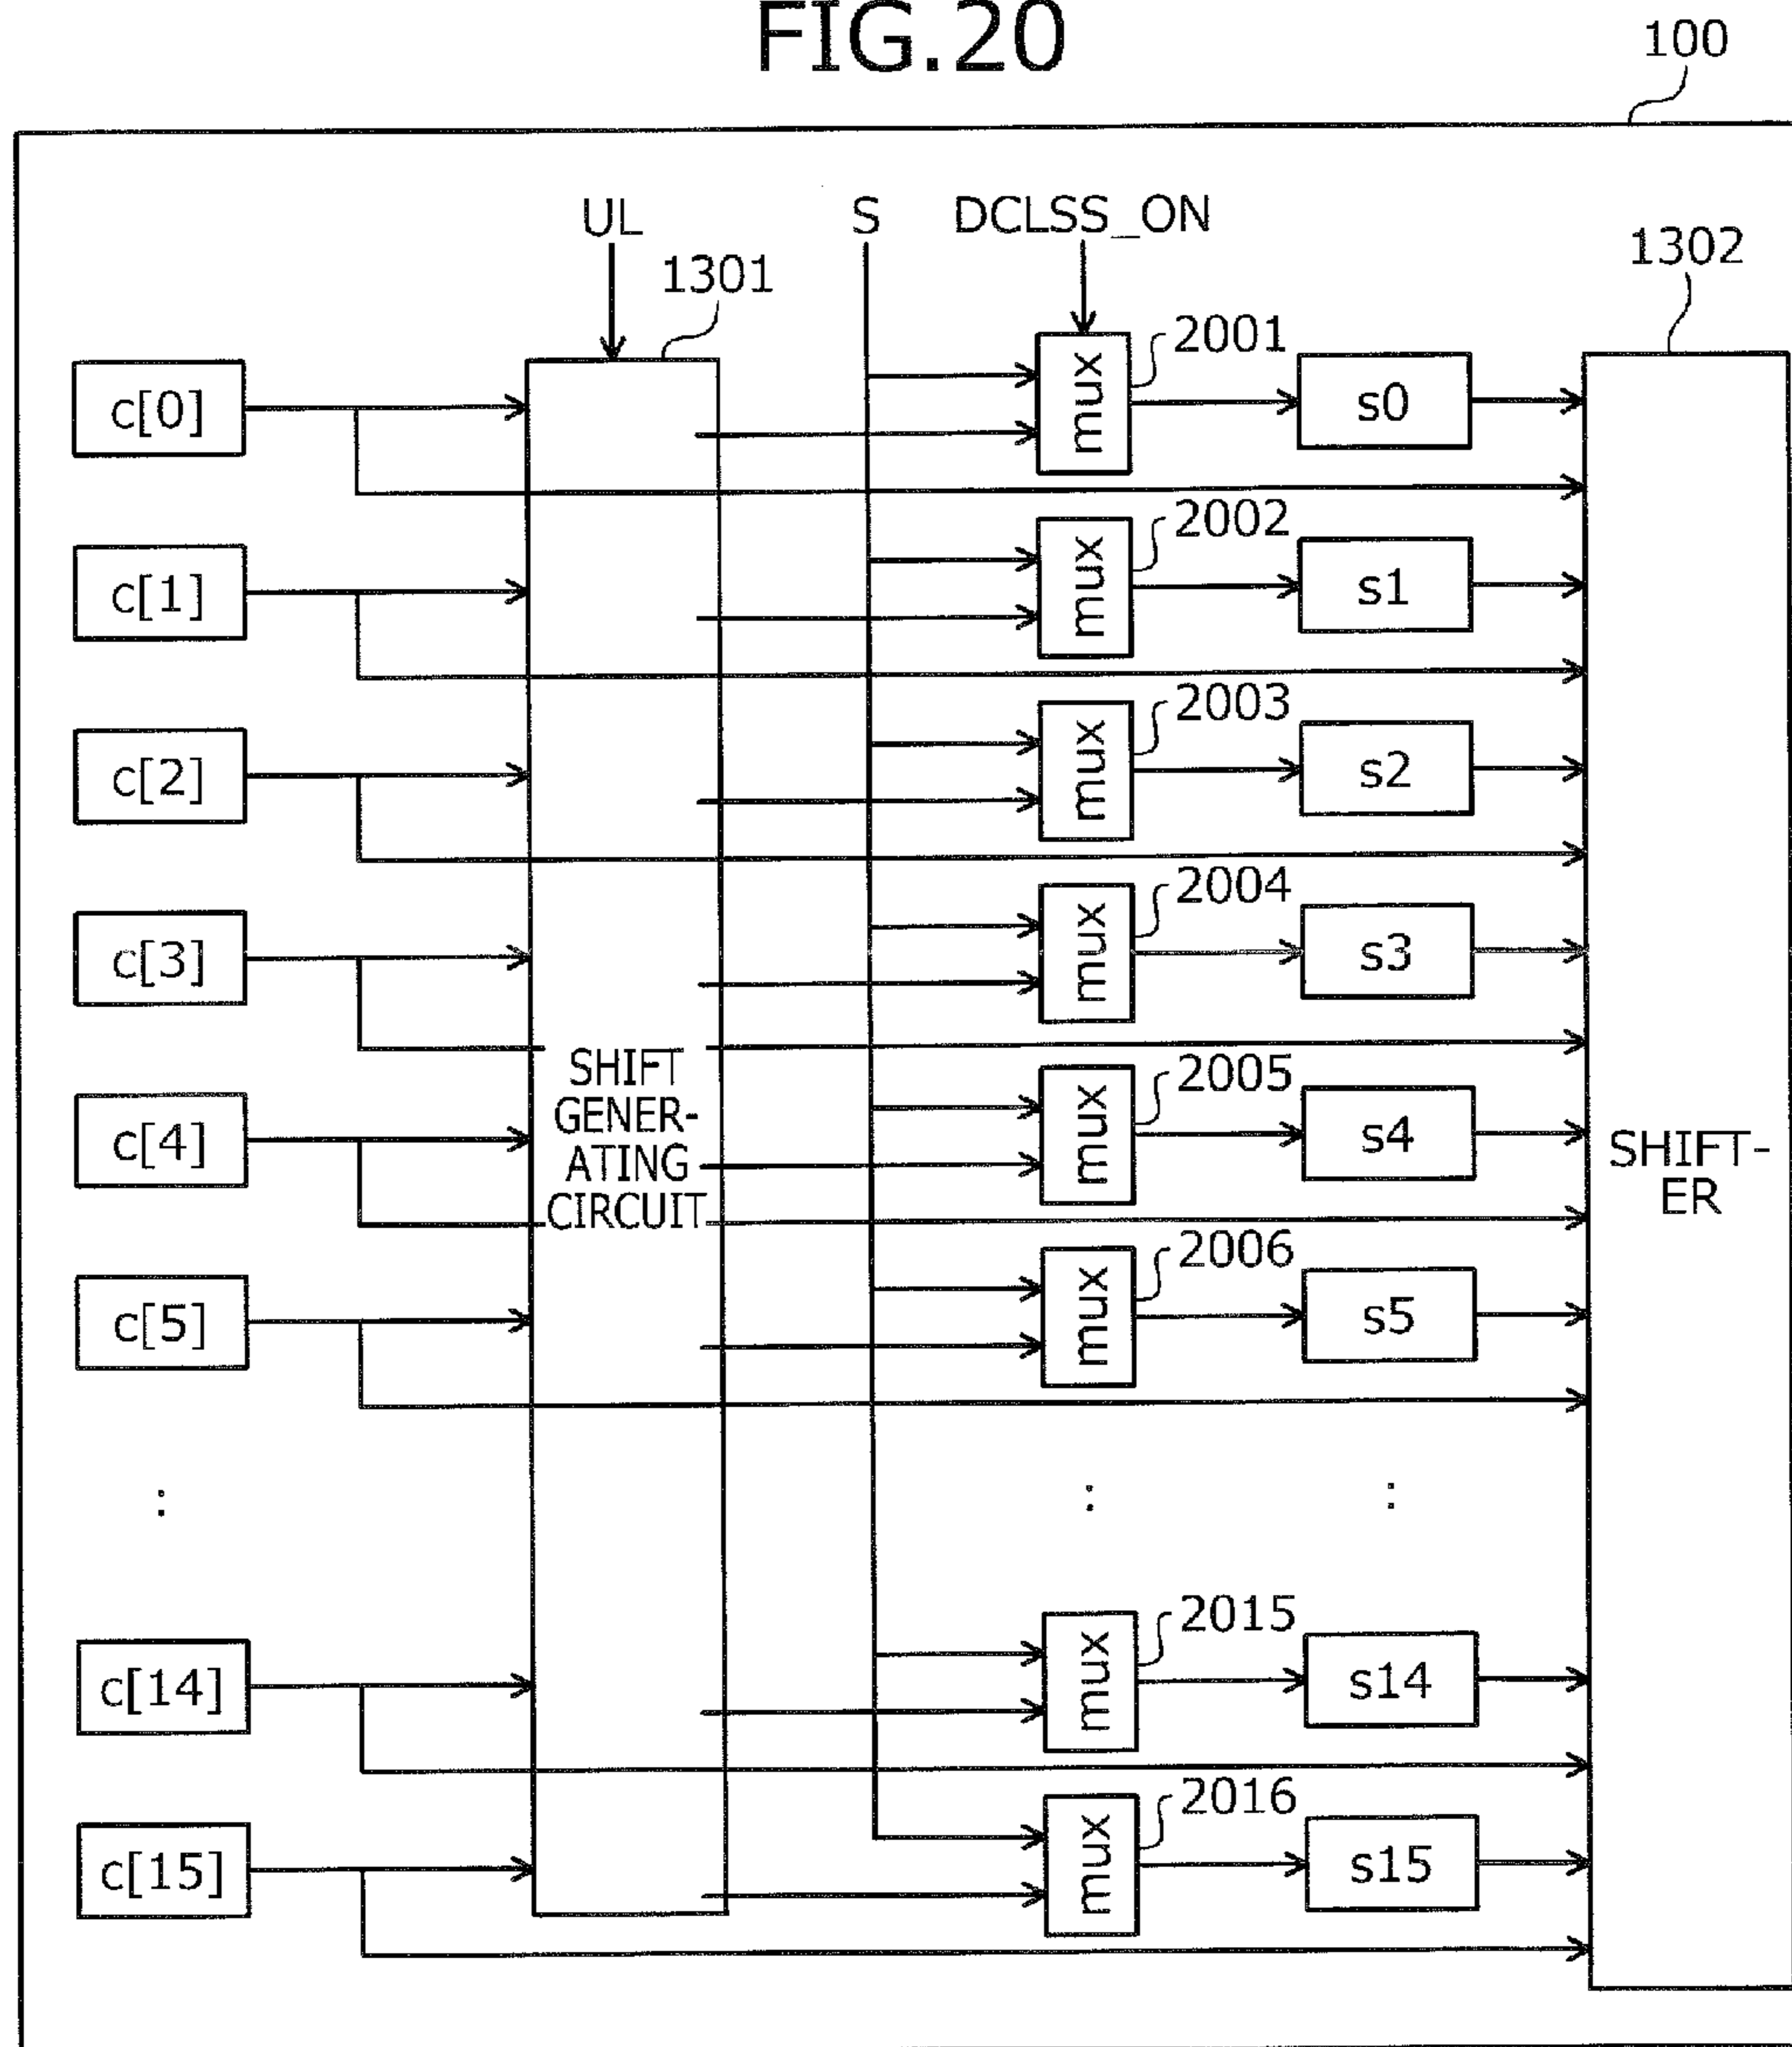 FIG.20
100
UL
S
DCLSS_ON
1301
1302
c[0]
mux
2001
s0
c[1]
mux
2002
s1
c[2]
mux
2003
s2
c[3]
mux
2004
s3
SHIFT
GENER-
ATING
CIRCUIT
c[4]
mux
2005
s4
SHIFT-
ER
c[5]
mux
2006
s5
:
:
:
c[14]
mux
2015
s14
c[15]
mux
2016
s15